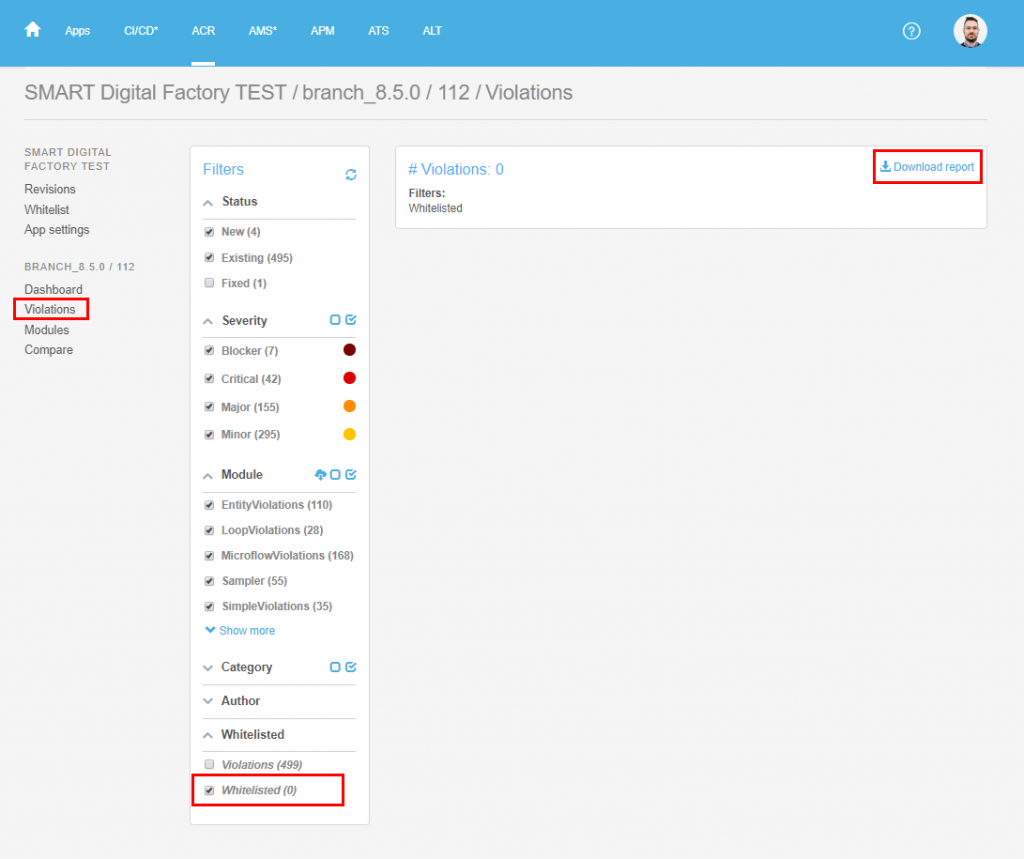 Apps CI/CD* ACR AMS* APM ATS ALT ?
SMART Digital Factory TEST / branch_8.5.0 / 112 / Violations
SMART DIGITAL
FACTORY TEST
Revisions
Whitelist
App settings
BRANCH_8.5.0 / 112
Dashboard
Violations
Modules
Compare
Filters
Status
New (4)
Existing (495)
Fixed (1)
Severity
Blocker (7)
Critical (42)
Major (155)
Minor (295)
Module
EntityViolations (110)
LoopViolations (28)
MicroflowViolations (168)
Sampler (55)
SimpleViolations (35)
Show more
Category
Author
Whitelisted
Violations (499)
Whitelisted (0)
# Violations: 0
Download report
Filters:
Whitelisted